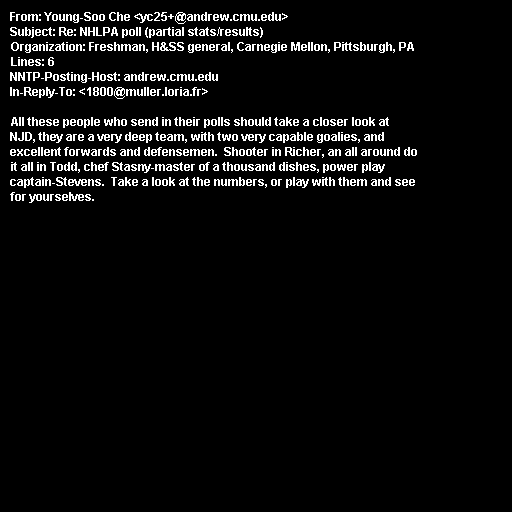 From: Young-Soo Che <yc25+@andrew.cmu.edu>
Subject: Re: NHLPA poll (partial stats/results)
Organization: Freshman, H&SS general, Carnegie Mellon, Pittsburgh, PA
Lines: 6
NNTP-Posting-Host: andrew.cmu.edu
In-Reply-To: <1800@muller.loria.fr>

All these people who send in their polls should take a closer look at
NJD, they are a very deep team, with two very capable goalies, and
excellent forwards and defensemen.  Shooter in Richer, an all around do
it all in Todd, chef Stasny-master of a thousand dishes, power play
captain-Stevens.  Take a look at the numbers, or play with them and see
for yourselves.